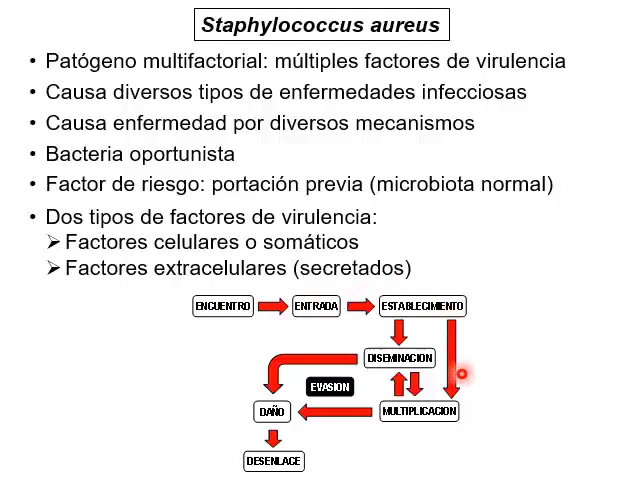 Staphylococcus aureus
• Patógeno multifactorial: múltiples factores de virulencia
• Causa diversos tipos de enfermedades infecciosas
• Causa enfermedad por diversos mecanismos
• Bacteria oportunista
• Factor de riesgo: portación previa (microbiota normal)
• Dos tipos de factores de virulencia:
➢ Factores celulares o somáticos
➢ Factores extracelulares (secretados)
ENCUENTRO
ENTRADA
ESTABLECIMIENTO
DISEMINACION
EVASION
DAÑO
MULTIPLICACION
DESENLACE